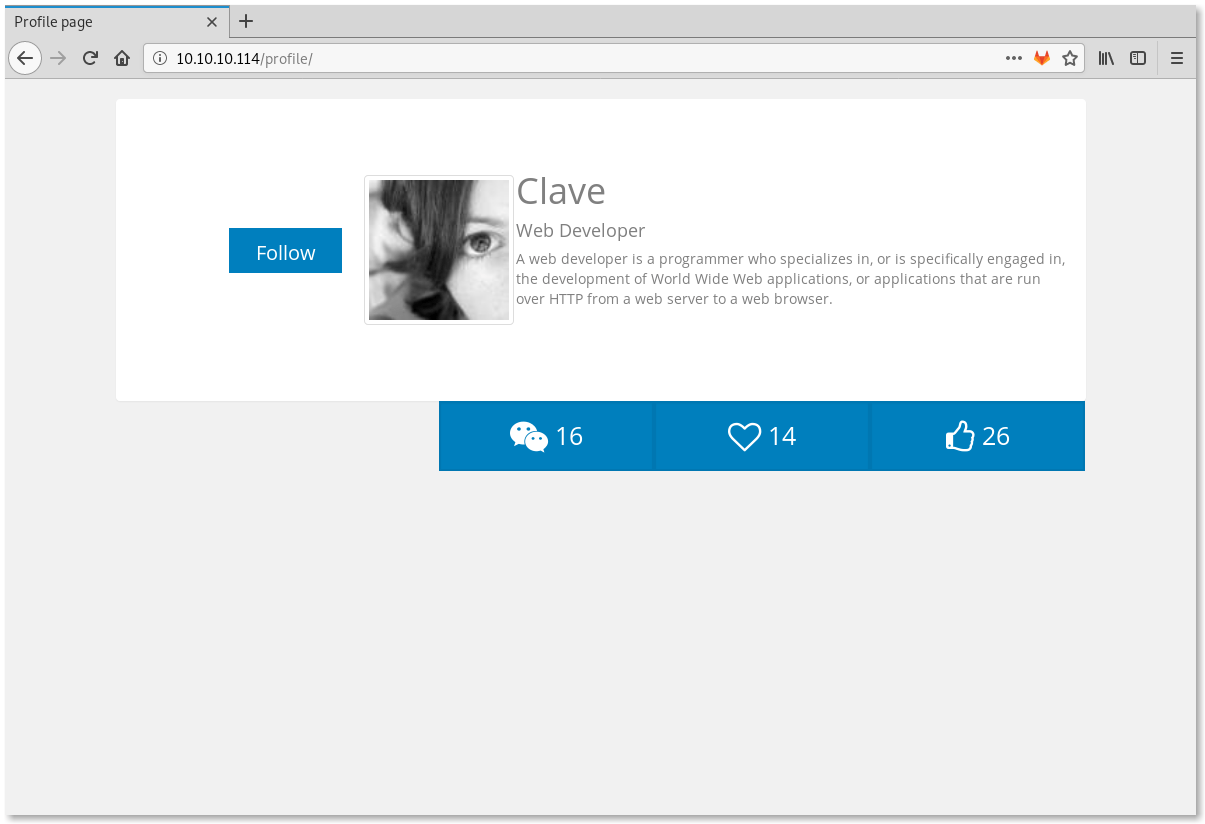 Profile page
10.10.10.114/profile/
Follow
Clave
Web Developer
A web developer is a programmer who specializes in, or is specifically engaged in,
the development of World Wide Web applications, or applications that are run
over HTTP from a web server to a web browser.
16
14
26